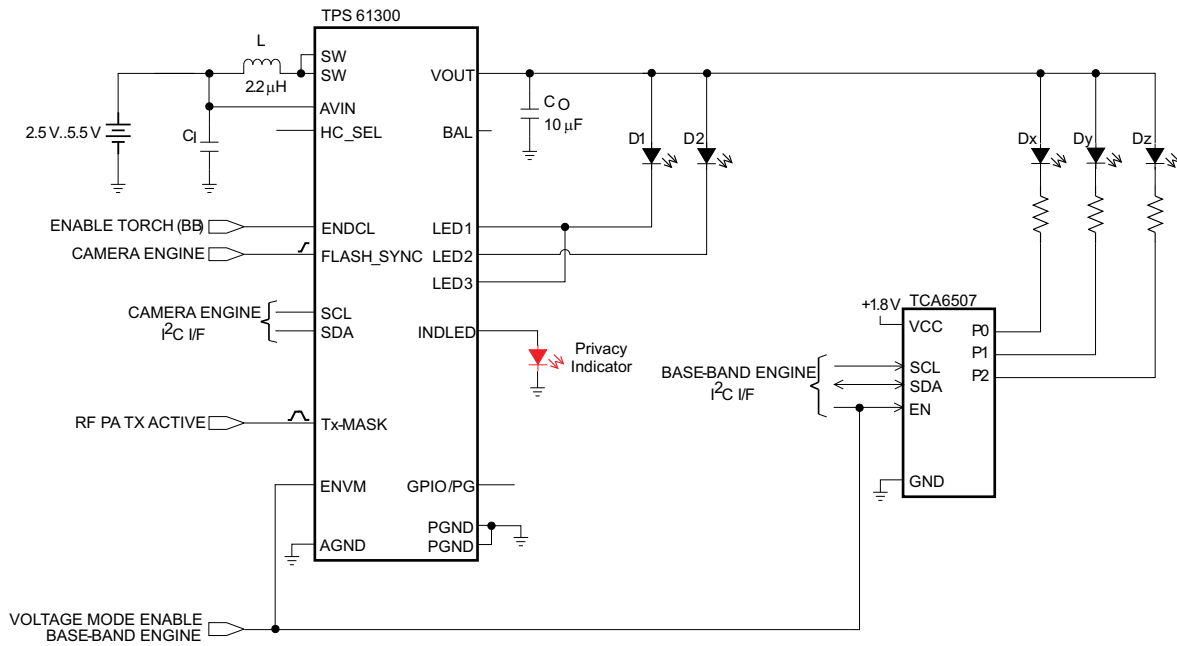 TPS 61300
L
2.2 µH
SW
SW
AVIN
HC_SEL
VOUT
BAL
CO
10 µF
2.5 V..5.5 V
CI
D1
D2
Dx
Dy
Dz
ENABLE TORCH (BB)
ENDCL
CAMERA ENGINE
FLASH_SYNC
LED1
LED2
LED3
CAMERA ENGINE
I2C I/F
SCL
SDA
INDLED
Privacy
Indicator
+1.8 V
TCA6507
VCC
P0
P1
P2
BASE-BAND ENGINE
I2C I/F
SCL
SDA
EN
GND
RF PA TX ACTIVE
Tx-MASK
ENVM
GPIO/PG
PGND
PGND
AGND
VOLTAGE MODE ENABLE
BASE-BAND ENGINE